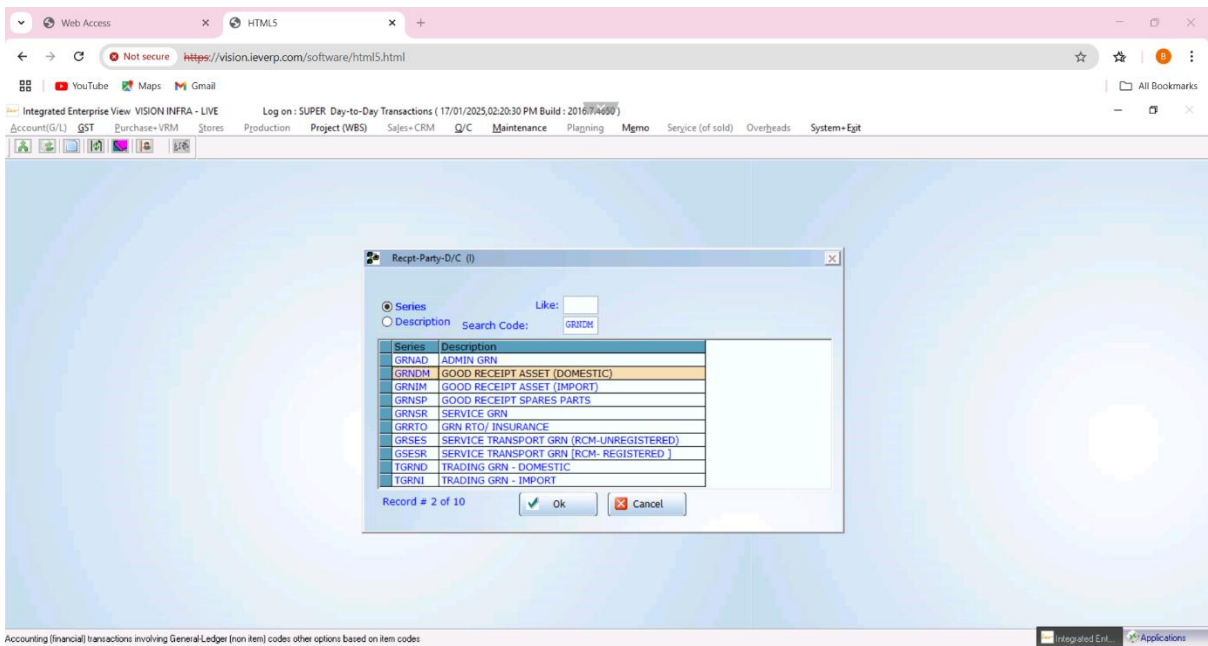 Web Access
HTML5
Not secure https://vision.ieverp.com/software/html5.html
B
YouTube Maps Gmail All Bookmarks
Integrated Enterprise View VISION INFRA - LIVE Log on : SUPER Day-to-Day Transactions ( 17/01/2025,02:20:30 PM Build : 2016.7.4650 )
Account(G/L) GST Purchase+VRM Stores Production Project (WBS) Sales+CRM Q/C Maintenance Planning Memo Service (of sold) Overheads System+Exit
Recpt-Party-D/C (I)
Series Like:
Description Search Code: GRNDM
Series Description
GRNAD ADMIN GRN
GRNDM GOOD RECEIPT ASSET (DOMESTIC)
GRNIM GOOD RECEIPT ASSET (IMPORT)
GRNSP GOOD RECEIPT SPARES PARTS
GRNSR SERVICE GRN
GRRTO GRN RTO/ INSURANCE
GRSES SERVICE TRANSPORT GRN (RCM-UNREGISTERED)
GSESR SERVICE TRANSPORT GRN [RCM- REGISTERED ]
TGRND TRADING GRN - DOMESTIC
TGRNI TRADING GRN - IMPORT
Record # 2 of 10 Ok Cancel
Accounting (financial) transactions involving General-Ledger (non item) codes other options based on item codes
Integrated Ent... Applications